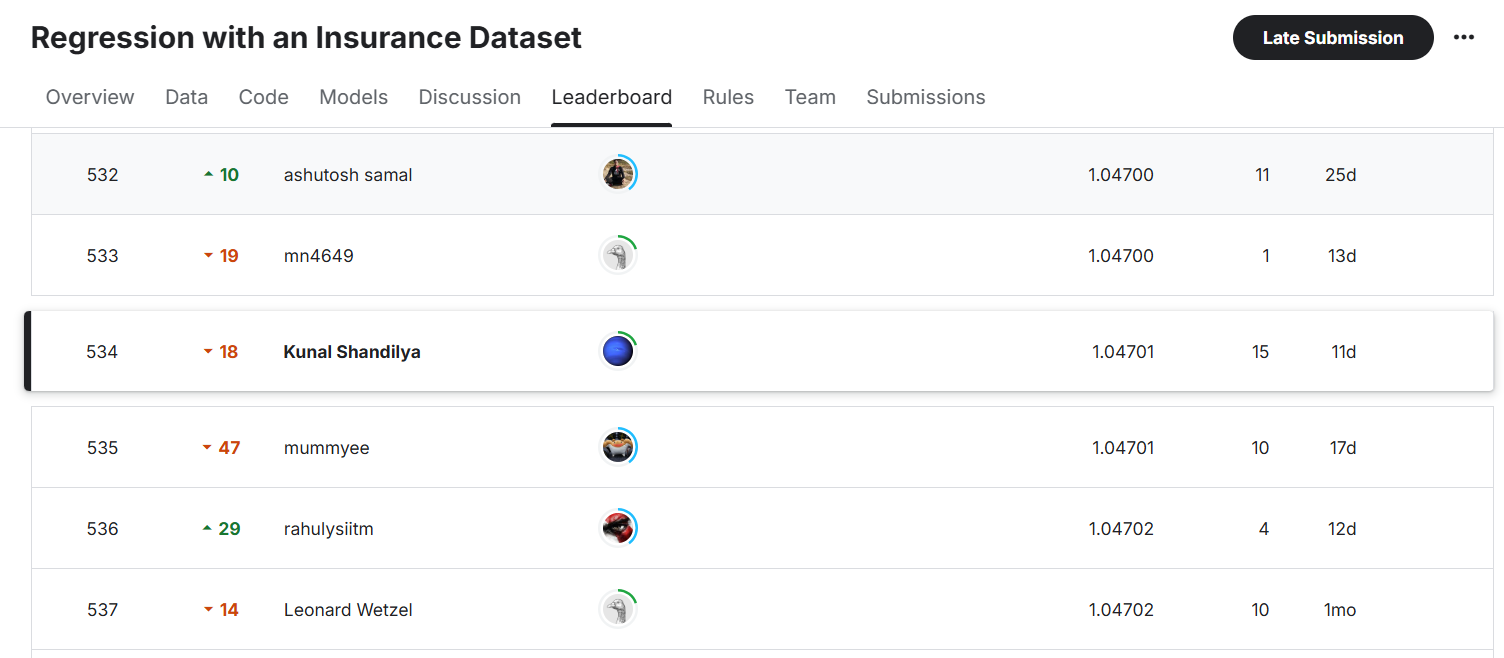 Regression with an Insurance Dataset
Late Submission
Overview Data Code Models Discussion Leaderboard Rules Team Submissions
532 10 ashutosh samal 1.04700 11 25d
533 19 mn4649 1.04700 1 13d
534 18 Kunal Shandilya 1.04701 15 11d
535 47 mummyee 1.04701 10 17d
536 29 rahulysiitm 1.04702 4 12d
537 14 Leonard Wetzel 1.04702 10 1mo